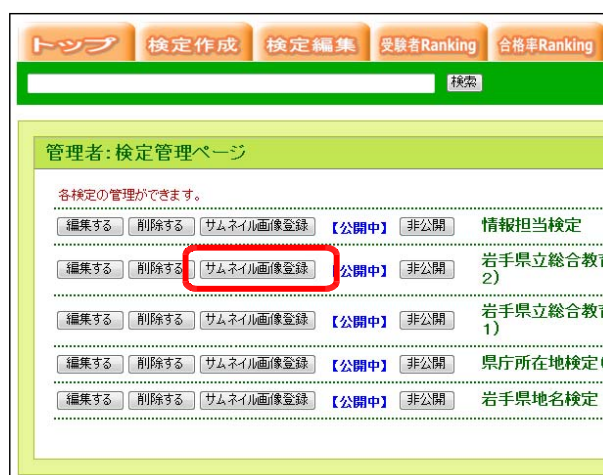 トップ 検定作成 検定編集 受験者Ranking 合格率Ranking
検索
管理者:検定管理ページ
各検定の管理ができます。
編集する 削除する サムネイル画像登録 【公開中】 非公開 情報担当検定
編集する 削除する サムネイル画像登録 【公開中】 非公開 岩手県立総合教育
2)
編集する 削除する サムネイル画像登録 【公開中】 非公開 岩手県立総合教育
1)
編集する 削除する サムネイル画像登録 【公開中】 非公開 県庁所在地検定(
編集する 削除する サムネイル画像登録 【公開中】 非公開 岩手県地名検定